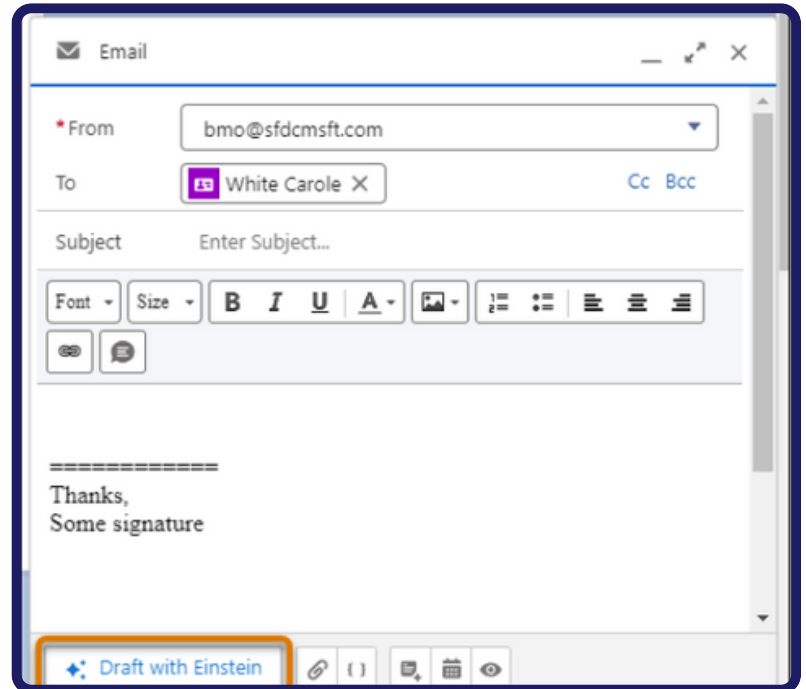 Email
*From bmo@sfdcmsft.com
To White Carole Cc Bcc
Subject Enter Subject...
Font Size B I U A
============
Thanks,
Some signature
Draft with Einstein { }